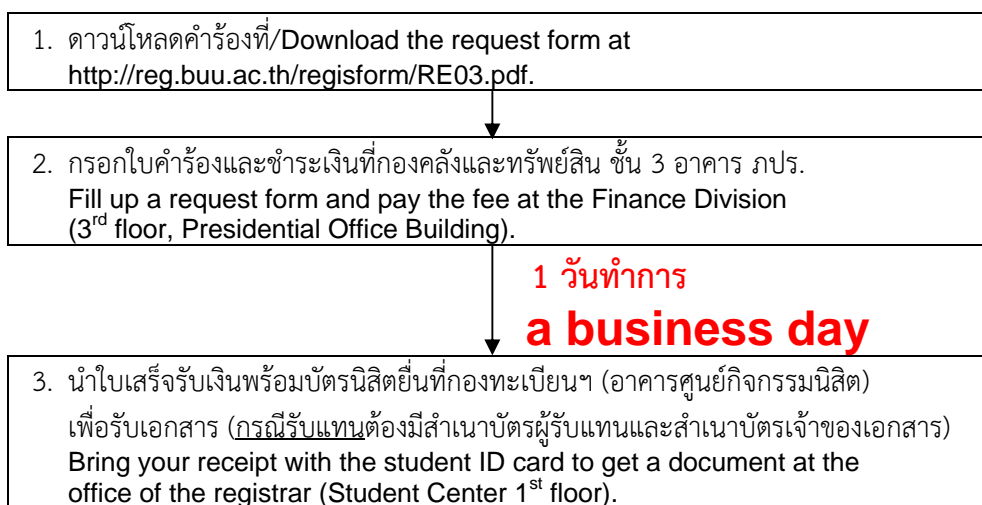 1. ดาวน์โหลดคำร้องที่/Download the request form at
http://reg.buu.ac.th/regisform/RE03.pdf.
2. กรอกใบคำร้องและชำระเงินที่กองคลังและทรัพย์สิน ชั้น 3 อาคาร ภปร.
Fill up a request form and pay the fee at the Finance Division
(3rd floor, Presidential Office Building).
1 วันทำการ
a business day
3. นำใบเสร็จรับเงินพร้อมบัตรนิสิตยื่นที่กองทะเบียนฯ (อาคารศูนย์กิจกรรมนิสิต)
เพื่อรับเอกสาร (กรณีรับแทนต้องมีสำเนาบัตรผู้รับแทนและสำเนาบัตรเจ้าของเอกสาร)
Bring your receipt with the student ID card to get a document at the
office of the registrar (Student Center 1st floor).